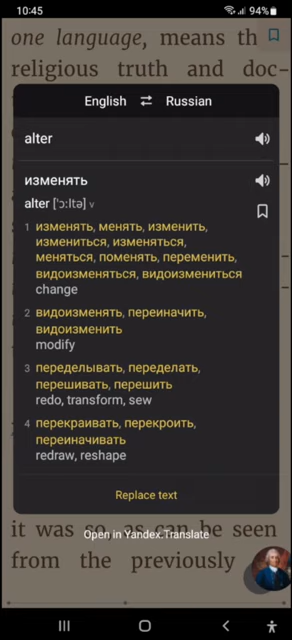 10:45 94%
one language, means th
religious truth and doc-
English ⇄ Russian
alter
изменять
alter ['ɔːltə] v
1 изменять, менять, изменить,
измениться, изменяться,
меняться, поменять, переменить,
видоизменяться, видоизмениться
change
2 видоизменять, переиначить,
видоизменить
modify
3 переделывать, переделать,
перешивать, перешить
redo, transform, sew
4 перекраивать, перекроить,
переиначивать
redraw, reshape
Replace text
it was so, as can be seen
Open in Yandex.Translate
from the previously